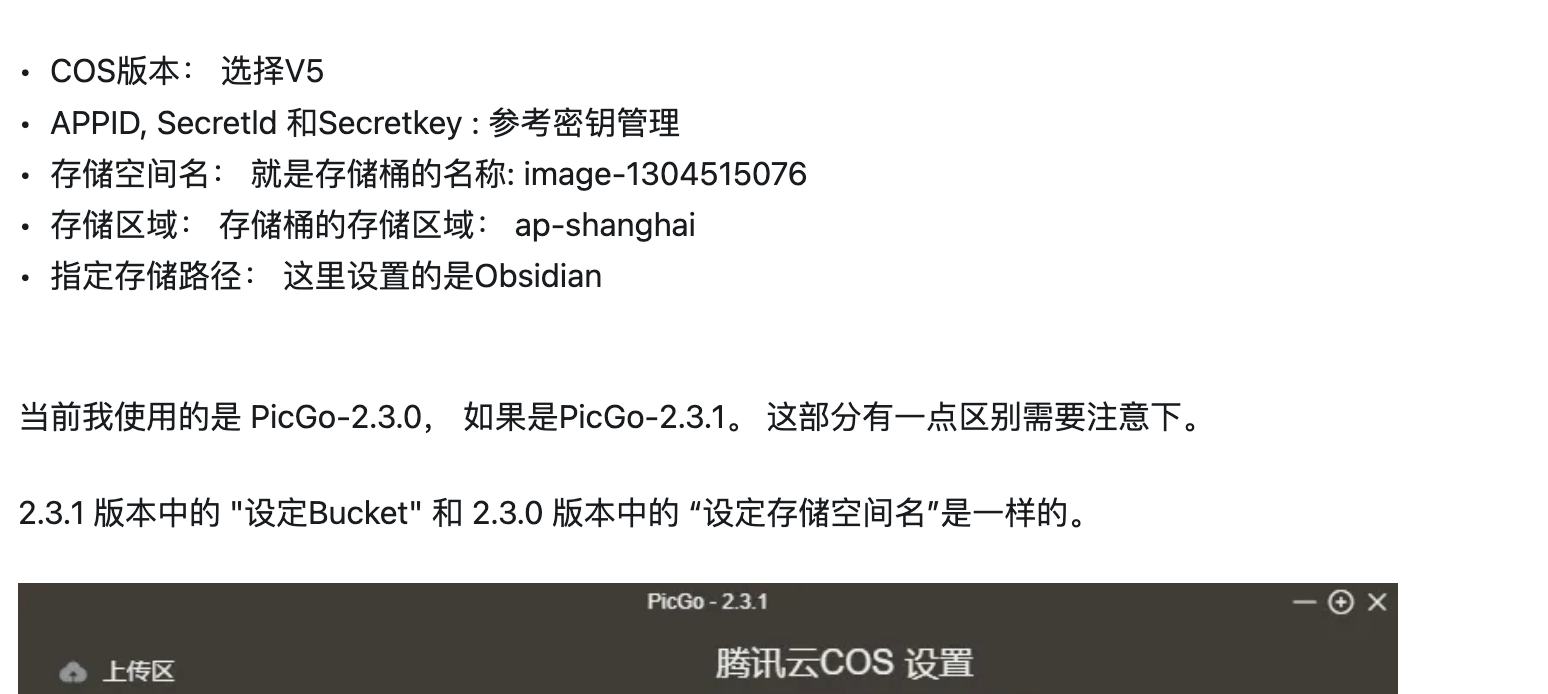 • COS版本： 选择V5
• APPID, SecretId 和Secretkey : 参考密钥管理
• 存储空间名： 就是存储桶的名称: image-1304515076
• 存储区域： 存储桶的存储区域： ap-shanghai
• 指定存储路径： 这里设置的是Obsidian
当前我使用的是 PicGo-2.3.0， 如果是PicGo-2.3.1。 这部分有一点区别需要注意下。
2.3.1 版本中的 "设定Bucket" 和 2.3.0 版本中的 “设定存储空间名”是一样的。
PicGo - 2.3.1
上传区
腾讯云COS 设置